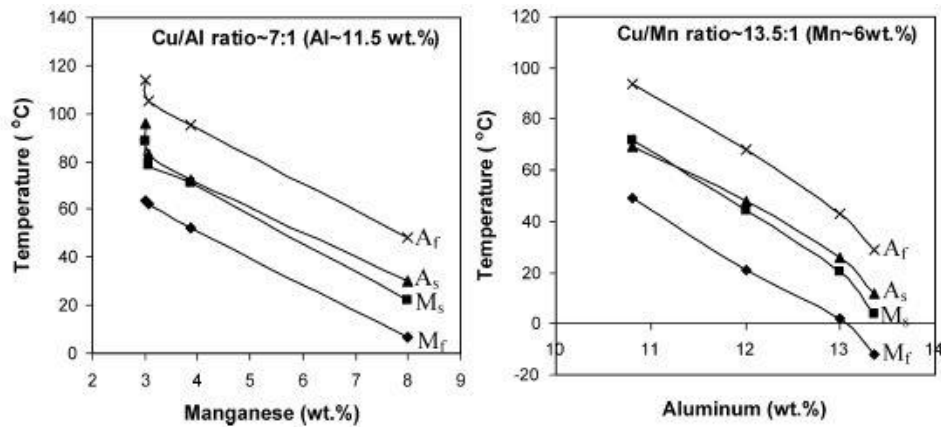 Cu/Al ratio~7:1 (Al~11.5 wt.%)
140
120
100
80
60
40
20
0
Temperature ( °C)
Af
As
Ms
Mf
2 3 4 5 6 7 8 9
Manganese (wt.%)
Cu/Mn ratio~13.5:1 (Mn~6wt.%)
120
100
80
60
40
20
0
-20
Temperature ( °C)
Af
As
Ms
Mf
10 11 12 13 14
Aluminum (wt.%)